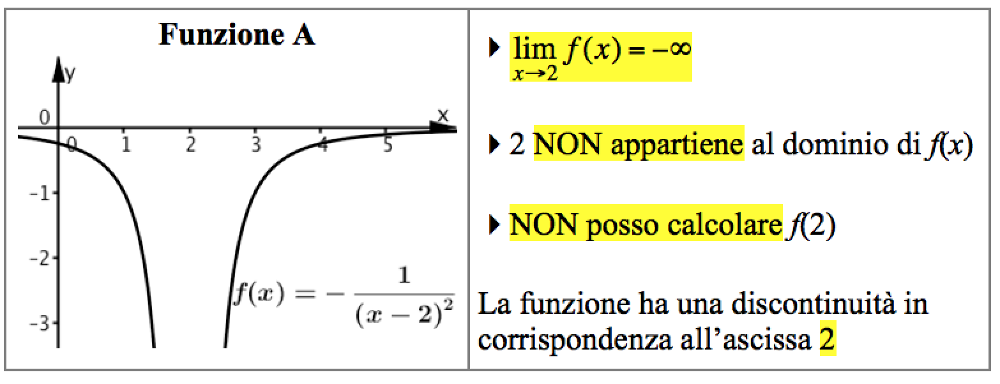 Funzione A
y
0
x
0 1 2 3 4 5
-1
-2
-3
f(x) = - 1 / (x - 2)²
lim f(x) = -∞
x→2
2 NON appartiene al dominio di f(x)
NON posso calcolare f(2)
La funzione ha una discontinuità in
corrispondenza all’ascissa 2